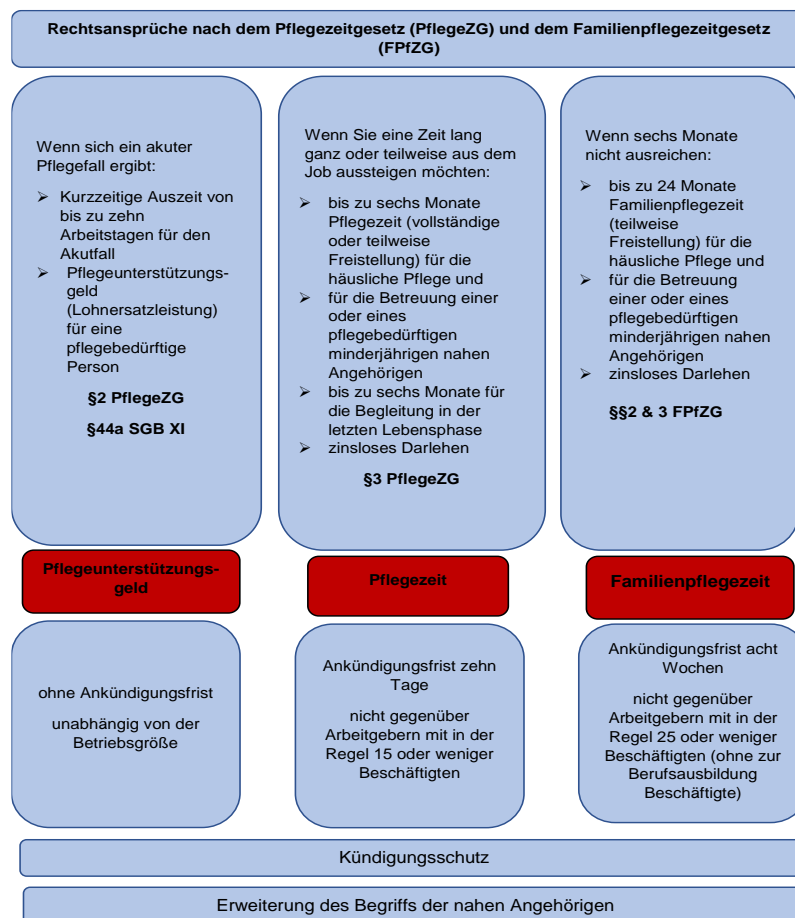 Rechtsansprüche nach dem Pflegezeitgesetz (PflegeZG) und dem Familienpflegezeitgesetz
(FPfZG)
Wenn sich ein akuter
Pflegefall ergibt:
➢ Kurzzeitige Auszeit von
bis zu zehn
Arbeitstagen für den
Akutfall
➢ Pflegeunterstützungs-
geld
(Lohnersatzleistung)
für eine
pflegebedürftige
Person
§2 PflegeZG
§44a SGB XI
Wenn Sie eine Zeit lang
ganz oder teilweise aus dem
Job aussteigen möchten:
➢ bis zu sechs Monate
Pflegezeit (vollständige
oder teilweise
Freistellung) für die
häusliche Pflege und
➢ für die Betreuung einer
oder eines
pflegebedürftigen
minderjährigen nahen
Angehörigen
➢ bis zu sechs Monate für
die Begleitung in der
letzten Lebensphase
➢ zinsloses Darlehen
§3 PflegeZG
Wenn sechs Monate
nicht ausreichen:
➢ bis zu 24 Monate
Familienpflegezeit
(teilweise
Freistellung) für die
häusliche Pflege und
➢ für die Betreuung
einer oder eines
pflegebedürftigen
minderjährigen nahen
Angehörigen
➢ zinsloses Darlehen
§§2 & 3 FPfZG
Pflegeunterstützungs-
geld
Pflegezeit
Familienpflegezeit
ohne Ankündigungsfrist
unabhängig von der
Betriebsgröße
Ankündigungsfrist zehn
Tage
nicht gegenüber
Arbeitgebern mit in der
Regel 15 oder weniger
Beschäftigten
Ankündigungsfrist acht
Wochen
nicht gegenüber
Arbeitgebern mit in der
Regel 25 oder weniger
Beschäftigten (ohne zur
Berufsausbildung
Beschäftigte)
Kündigungsschutz
Erweiterung des Begriffs der nahen Angehörigen